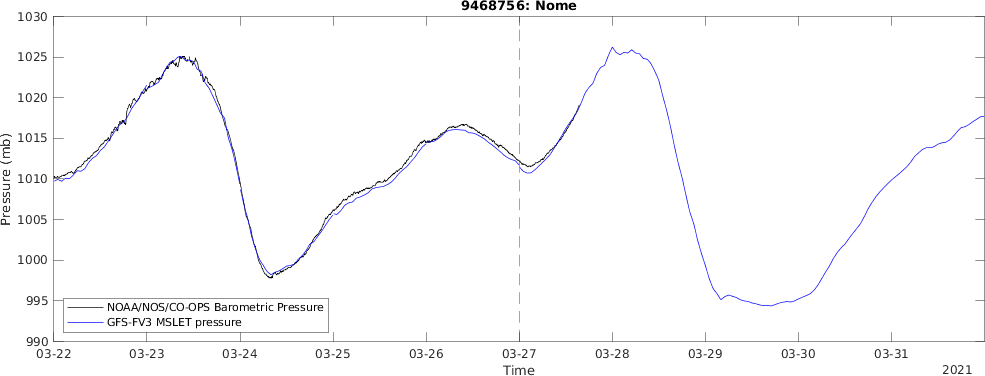 9468756: Nome
1030
1025
1020
1015
1010
1005
1000
995
990
Pressure (mb)
NOAA/NOS/CO-OPS Barometric Pressure
GFS-FV3 MSLET pressure
03-22 03-23 03-24 03-25 03-26 03-27 03-28 03-29 03-30 03-31
Time
2021